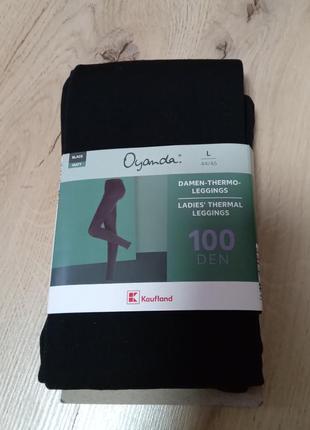 BLACK
MATT
Oyanda®
L
44/46
DAMEN-THERMO-
LEGGINGS
LADIES' THERMAL
LEGGINGS
100
DEN
Kaufland